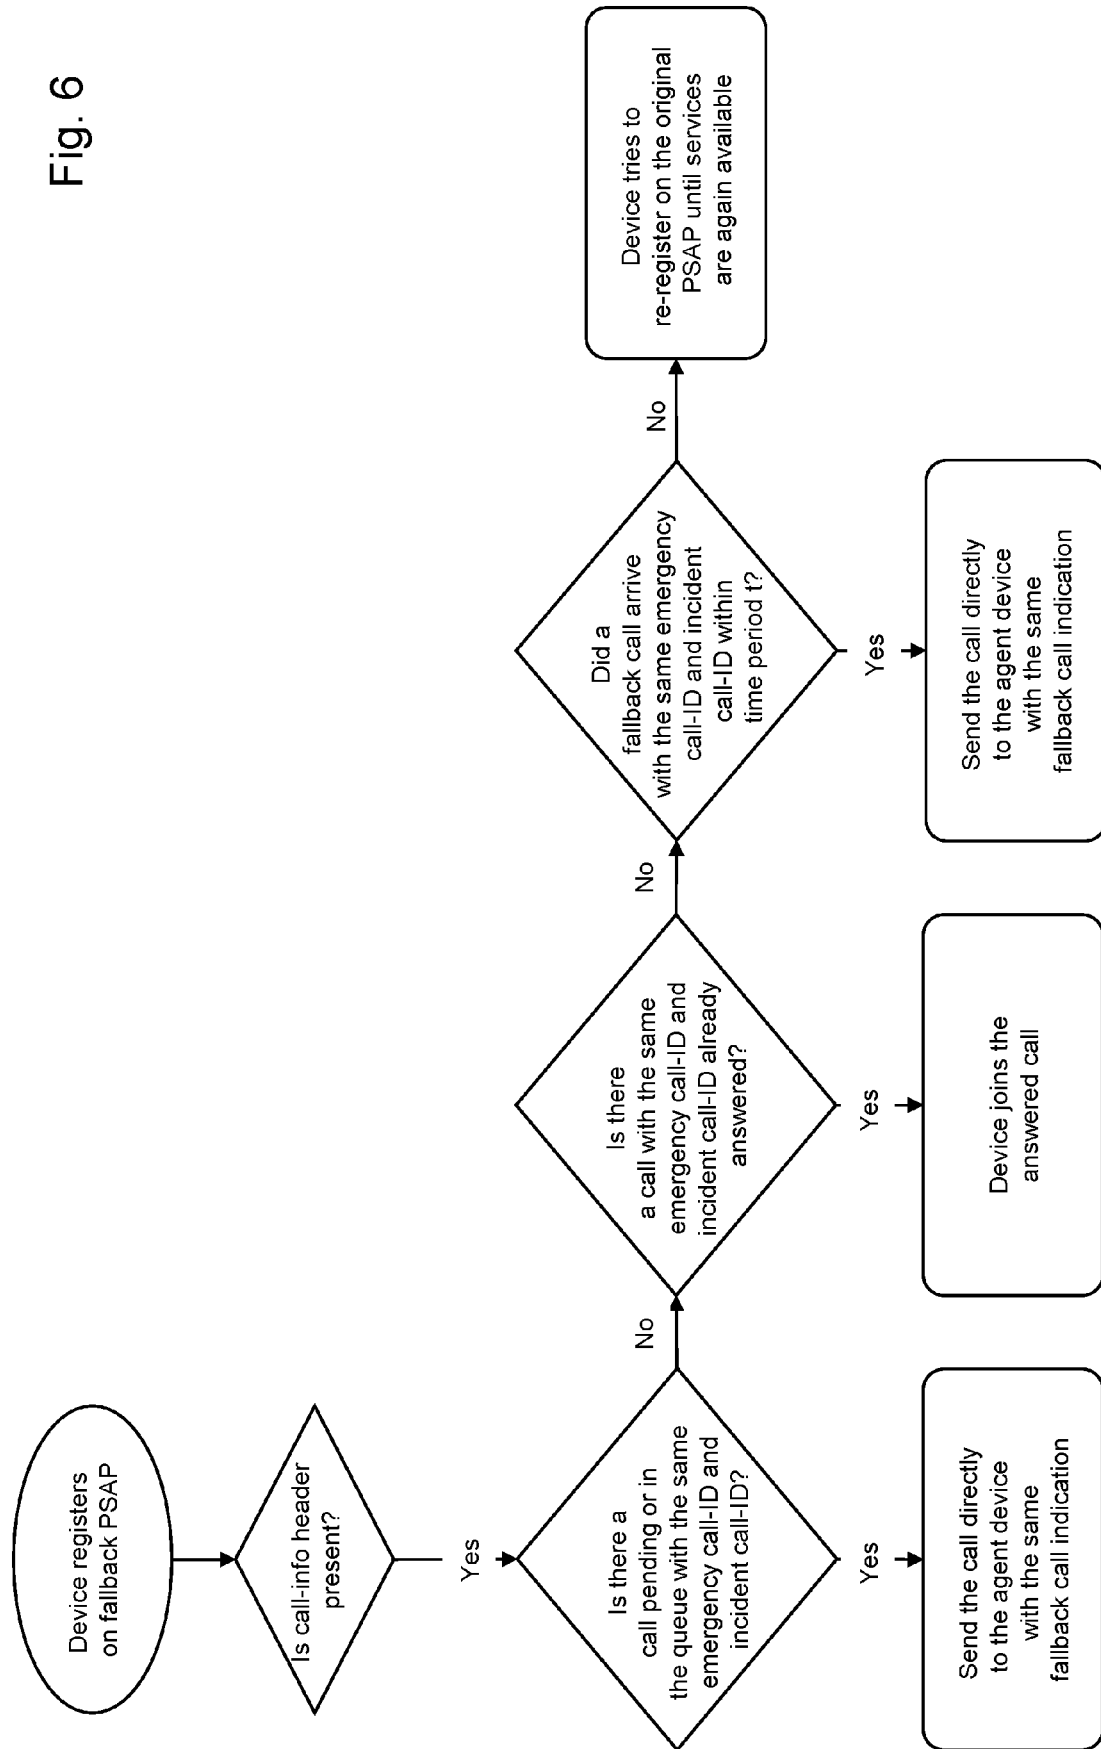 Fig. 6
Device registers
on fallback PSAP
Is call-info header
present?
Yes
Is there a
call pending or in
the queue with the same
emergency call-ID and
incident call-ID?
Yes
Send the call directly
to the agent device
with the same
fallback call indication
No
Is there
a call with the same
emergency call-ID and
incident call-ID already
answered?
Yes
Device joins the
answered call
No
Did a
fallback call arrive
with the same emergency
call-ID and incident
call-ID within
time period t?
Yes
Send the call directly
to the agent device
with the same
fallback call indication
No
Device tries to
re-register on the original
PSAP until services
are again available